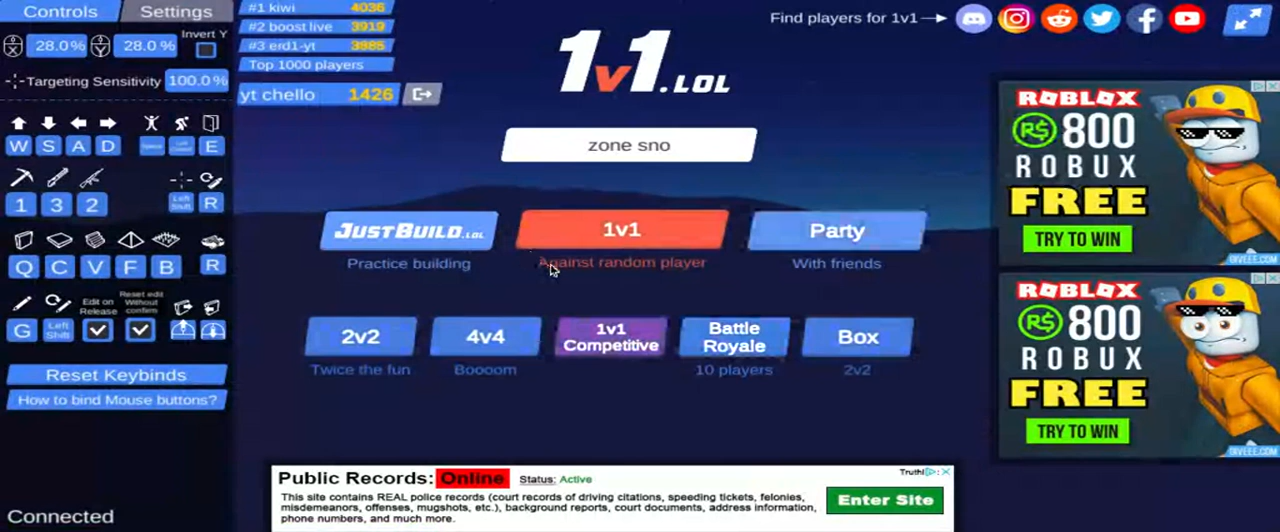 Controls
Settings
28.0%
28.0%
Invert Y
Targeting Sensitivity 100.0%
W S A D E
1 3 2 Left Shift R
Q C V F B R
Edit on Release
Reset edit Without confirm
G Left Shift
Reset Keybinds
How to bind Mouse buttons?
Connected
#1 kiwi 4036
#2 boost live 3919
#3 erd1-yt
Top 1000 players
yt chello 1426
Find players for 1v1
1v1.LOL
zone sno
JUSTBUILD.LOL
Practice building
1v1
Against random player
Party
With friends
2v2
Twice the fun
4v4
Boooom
1v1 Competitive
Battle Royale
10 players
Box
2v2
ROBLOX
R$ 800
ROBUX
FREE
TRY TO WIN
GIVEEE.COM
ROBLOX
R$ 800
ROBUX
FREE
TRY TO WIN
GIVEEE.COM
Public Records: Online Status: Active
This site contains REAL police records (court records of driving citations, speeding tickets, felonies,
misdemeanors, offenses, mugshots, etc.), background reports, court documents, address information,
phone numbers, and much more.
Truth!
Enter Site